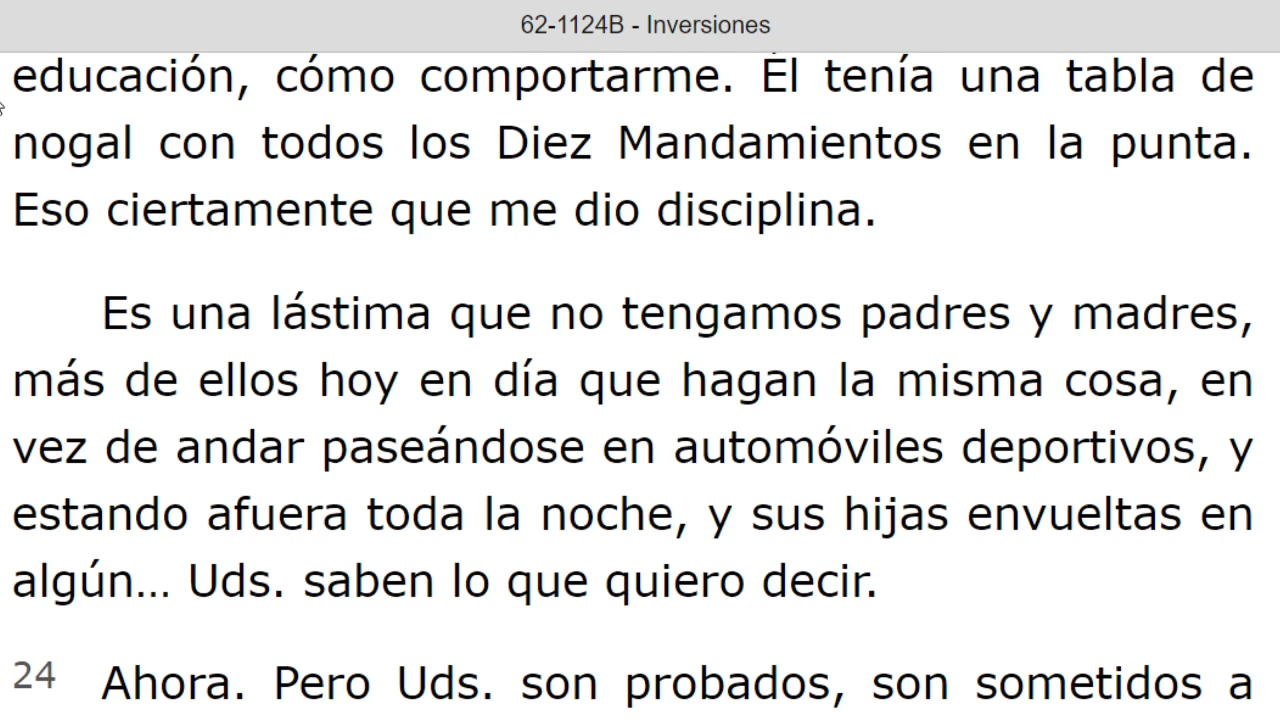 62-1124B - Inversiones
educación, cómo comportarme. Él tenía una tabla de
nogal con todos los Diez Mandamientos en la punta.
Eso ciertamente que me dio disciplina.
Es una lástima que no tengamos padres y madres,
más de ellos hoy en día que hagan la misma cosa, en
vez de andar paseándose en automóviles deportivos, y
estando afuera toda la noche, y sus hijas envueltas en
algún... Uds. saben lo que quiero decir.
24 Ahora. Pero Uds. son probados, son sometidos a